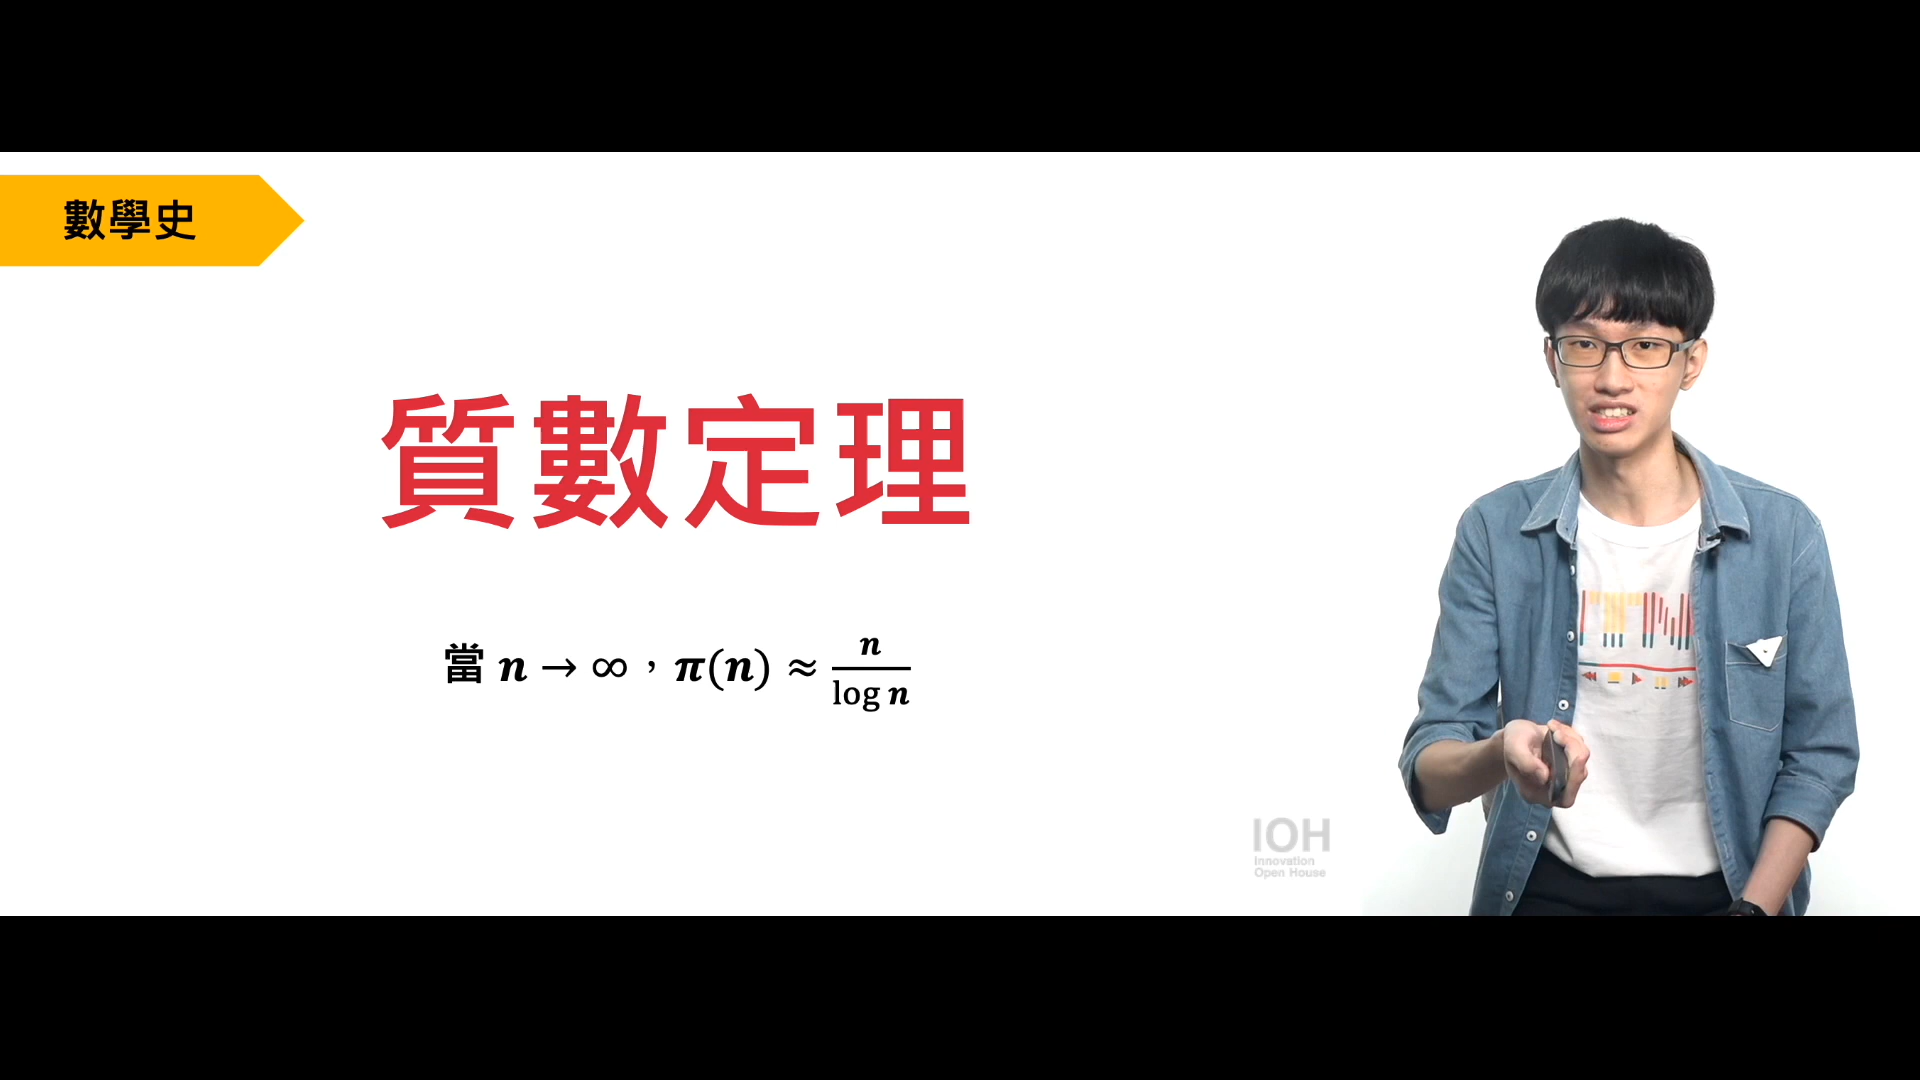 數學史
質數定理
當 n → ∞，π(n) ≈ n / log n
IOH
Innovation
Open House